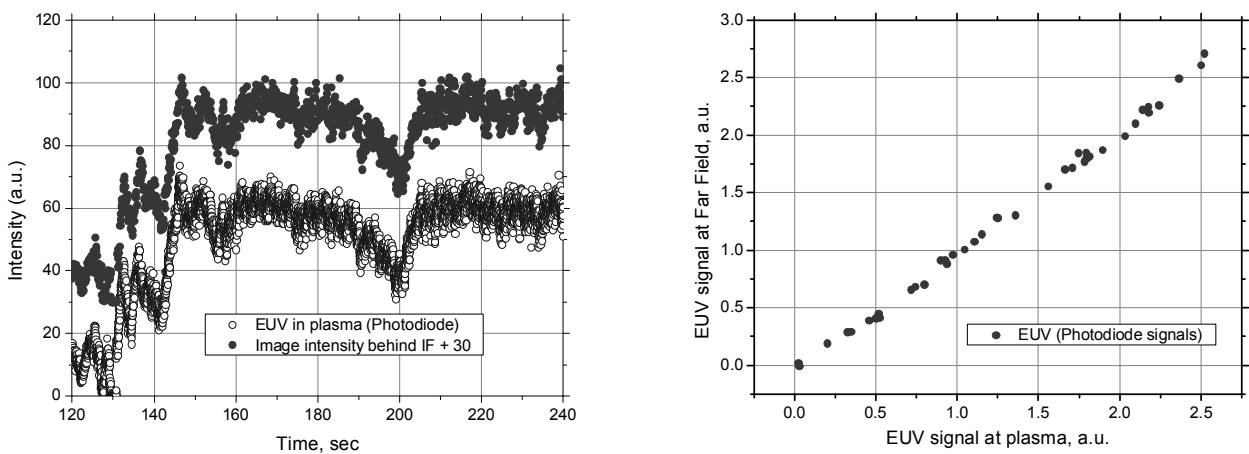 120
100
80
60
40
20
0
Intensity (a.u.)
EUV in plasma (Photodiode)
Image intensity behind IF + 30
120 140 160 180 200 220 240
Time, sec
3.0
2.5
2.0
1.5
1.0
0.5
0.0
EUV signal at Far Field, a.u.
EUV (Photodiode signals)
0.0 0.5 1.0 1.5 2.0 2.5
EUV signal at plasma, a.u.